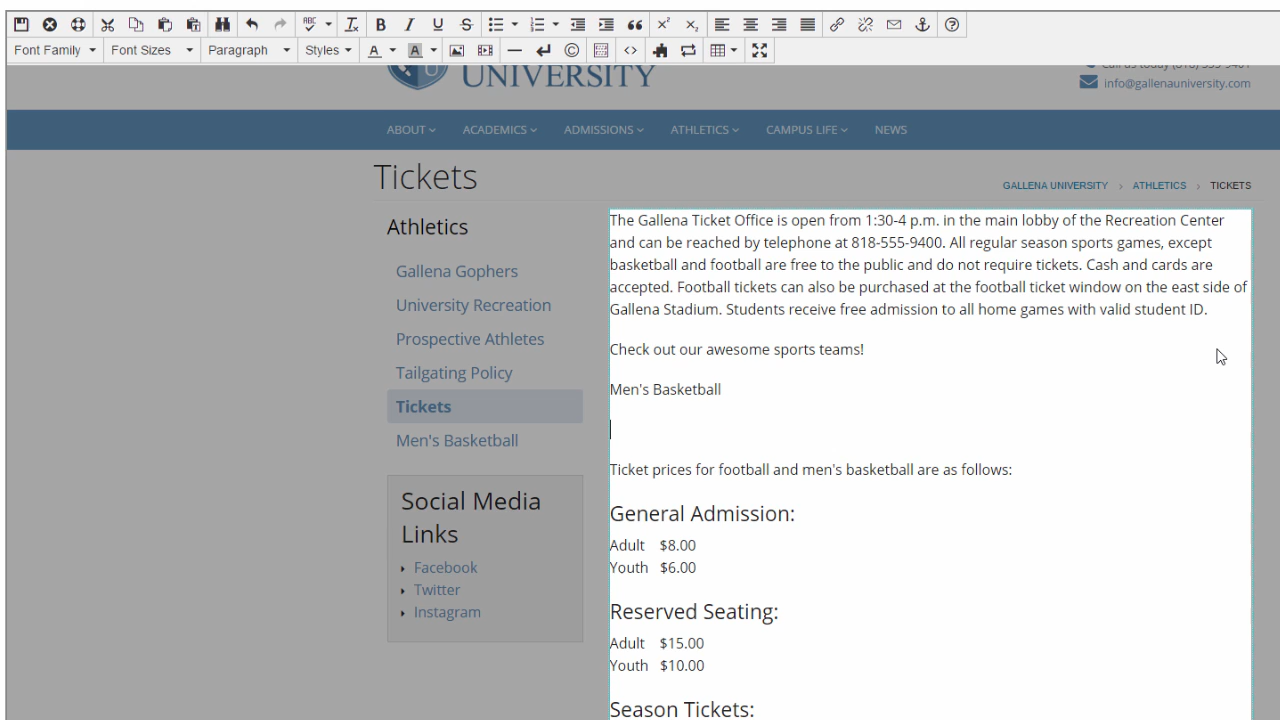 ABC
Font Family
Font Sizes
Paragraph
Styles
A
A
UNIVERSITY
info@gallenauniversity.com
ABOUT
ACADEMICS
ADMISSIONS
ATHLETICS
CAMPUS LIFE
NEWS
Tickets
GALLENA UNIVERSITY > ATHLETICS > TICKETS
Athletics
Gallena Gophers
University Recreation
Prospective Athletes
Tailgating Policy
Tickets
Men's Basketball
Social Media
Links
Facebook
Twitter
Instagram
The Gallena Ticket Office is open from 1:30-4 p.m. in the main lobby of the Recreation Center
and can be reached by telephone at 818-555-9400. All regular season sports games, except
basketball and football are free to the public and do not require tickets. Cash and cards are
accepted. Football tickets can also be purchased at the football ticket window on the east side of
Gallena Stadium. Students receive free admission to all home games with valid student ID.
Check out our awesome sports teams!
Men's Basketball
Ticket prices for football and men's basketball are as follows:
General Admission:
Adult $8.00
Youth $6.00
Reserved Seating:
Adult $15.00
Youth $10.00
Season Tickets: